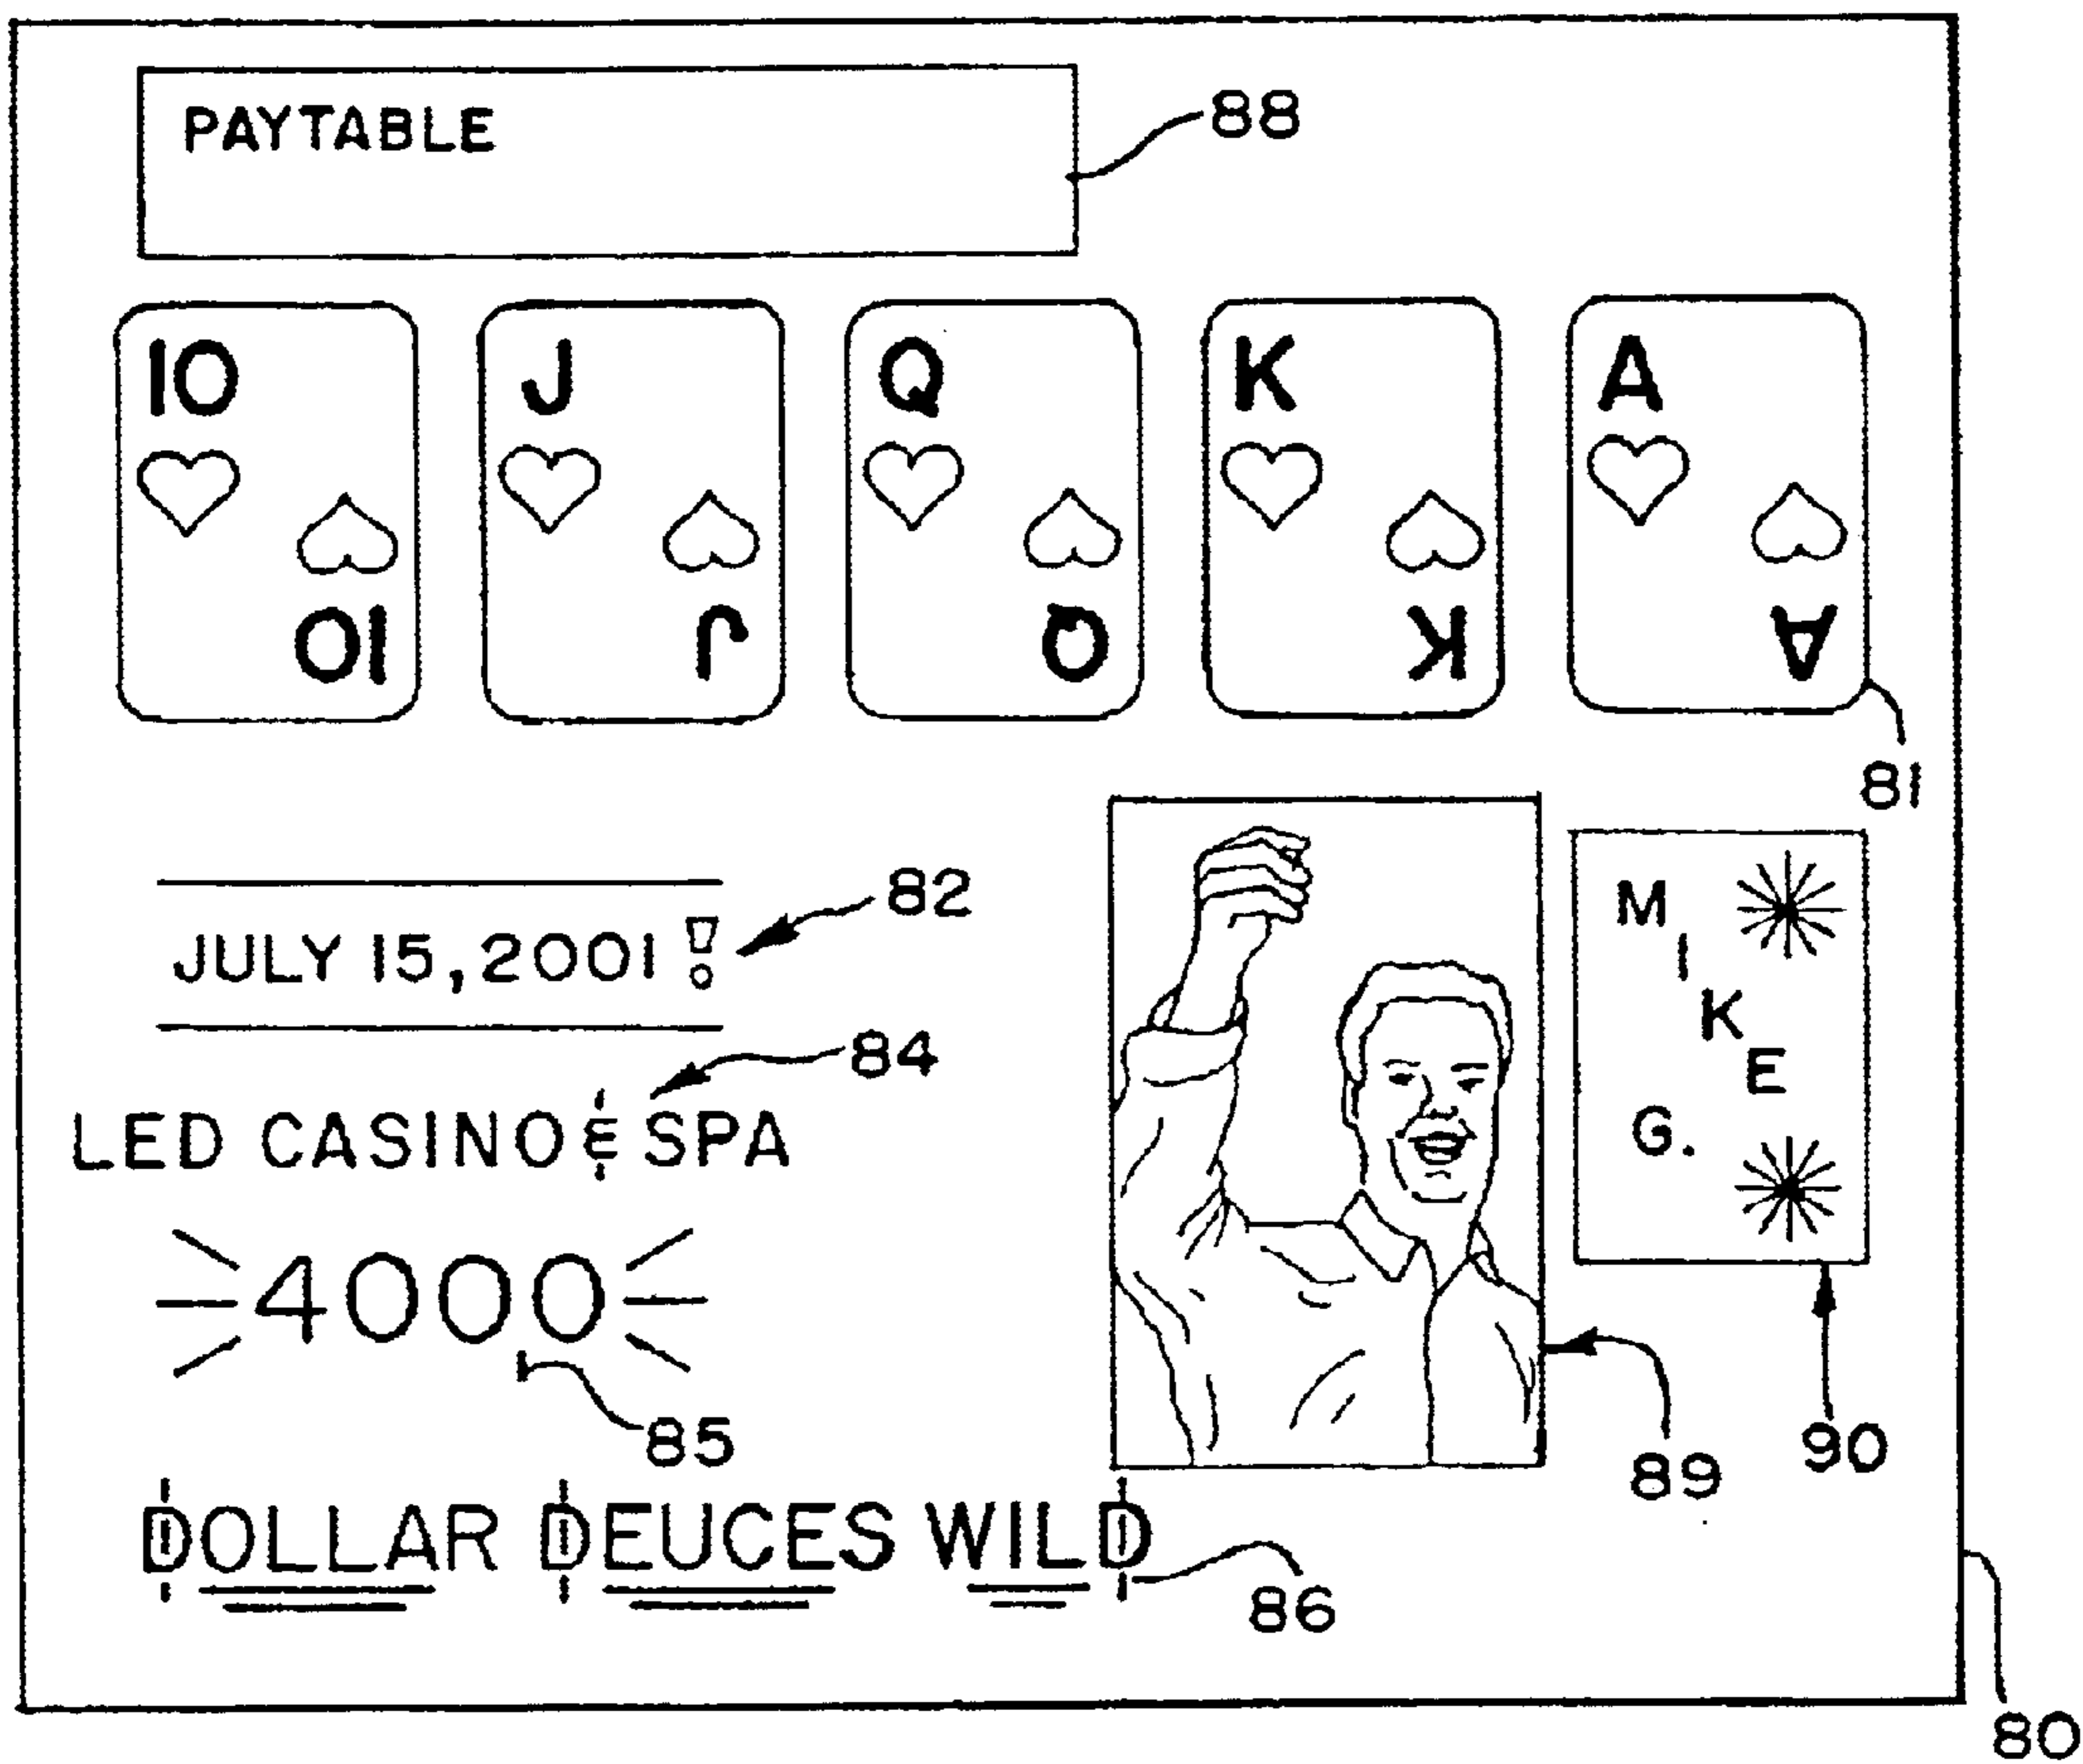 PAYTABLE
88
10 J Q K A
10 J Q K A
81
JULY 15, 2001!
82
84
LED CASINO & SPA
4000
85
DOLLAR DEUCES WILD
86
MIKE
G.
89
90
80